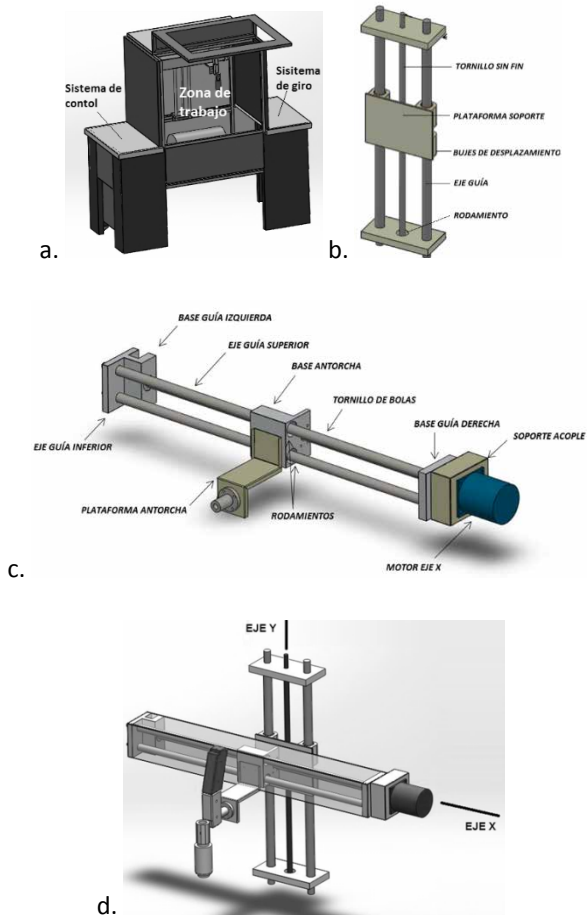 Sistema de
contol
Zona de
trabajo
Sisitema
de giro
a.
TORNILLO SIN FIN
PLATAFORMA SOPORTE
BUJES DE DESPLAZAMIENTO
EJE GUÍA
RODAMIENTO
b.
BASE GUÍA IZQUIERDA
EJE GUÍA SUPERIOR
BASE ANTORCHA
TORNILLO DE BOLAS
BASE GUÍA DERECHA
SOPORTE ACOPLE
EJE GUÍA INFERIOR
PLATAFORMA ANTORCHA
RODAMIENTOS
MOTOR EJE X
c.
EJE Y
EJE X
d.